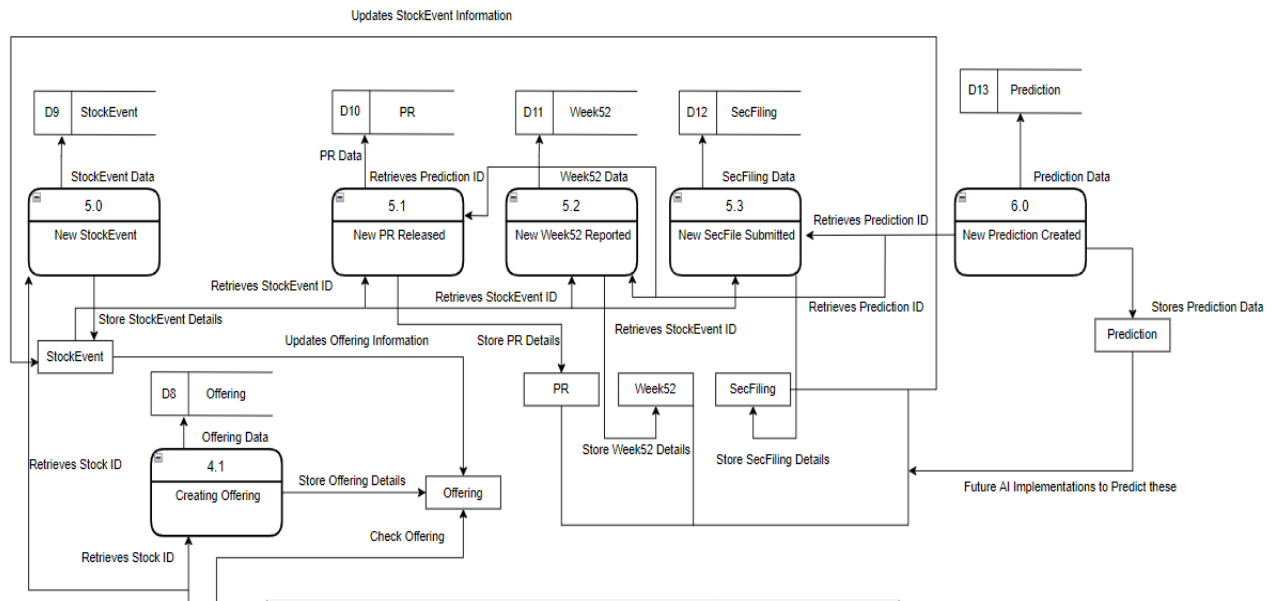 Updates StockEvent Information
D9 StockEvent
D10 PR
D11 Week52
D12 SecFiling
D13 Prediction
PR Data
StockEvent Data
Retrieves Prediction ID
Week52 Data
SecFiling Data
Prediction Data
5.0
New StockEvent
5.1
New PR Released
5.2
New Week52 Reported
5.3
New SecFile Submitted
Retrieves Prediction ID
6.0
New Prediction Created
Retrieves StockEvent ID
Retrieves StockEvent ID
Retrieves Prediction ID
Stores Prediction Data
Store StockEvent Details
Retrieves StockEvent ID
Updates Offering Information
Store PR Details
Prediction
StockEvent
PR
Week52
SecFiling
D8 Offering
Offering Data
Store Week52 Details
Store SecFiling Details
Retrieves Stock ID
4.1
Creating Offering
Store Offering Details
Offering
Future AI Implementations to Predict these
Check Offering
Retrieves Stock ID